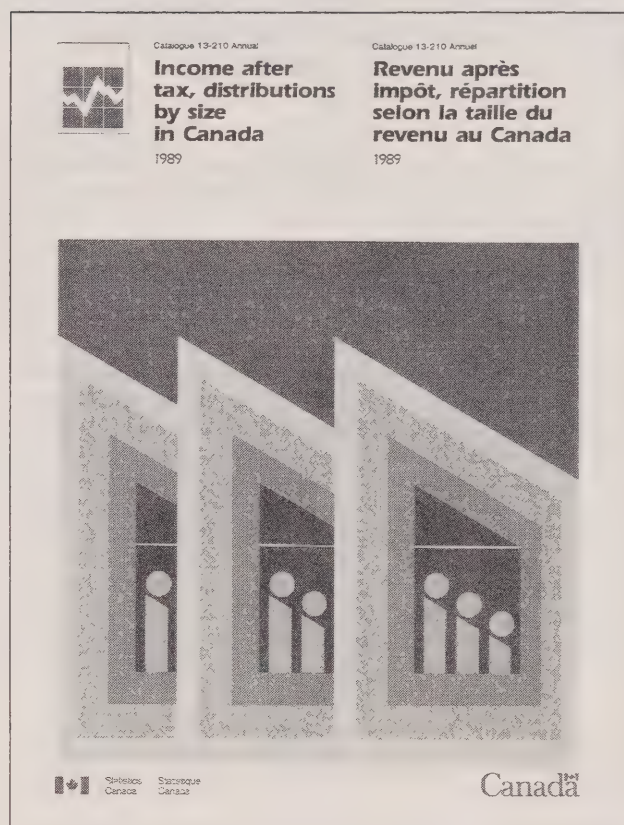 Catalogue 13-210 Annual
Income after
tax, distributions
by size
in Canada
1989
Catalogue 13-210 Annuel
Revenu après
impôt, répartition
selon la taille du
revenu au Canada
1989
Statistics
Canada
Statistique
Canada
Canada